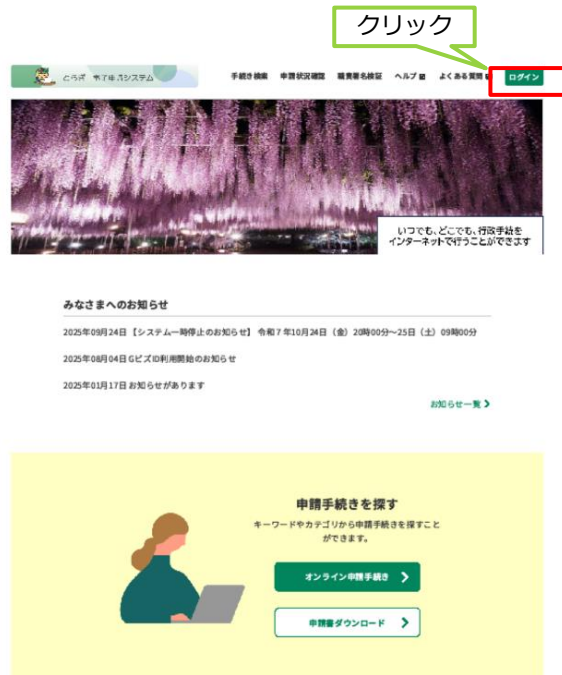 クリック
手続き検索 申請状況確認 職責署名検証 ヘルプ よくある質問 ログイン
いつでも、どこでも、行政手続を
インターネットで行うことができます
みなさまへのお知らせ
2025年09月24日 【システム一時停止のお知らせ】 令和7年10月24日(金)20時00分~25日(土)09時00分
2025年08月04日 GビズID利用開始のお知らせ
2025年01月17日 お知らせがあります
お知らせ一覧
申請手続きを探す
キーワードやカテゴリから申請手続きを探すこと
ができます。
オンライン申請手続き
申請書ダウンロード